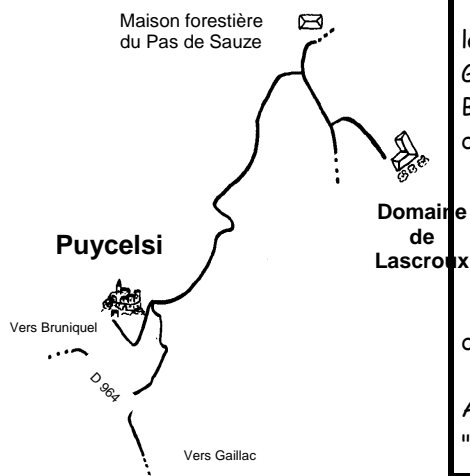 Maison forestière
du Pas de Sauze
Domaine
de
Lascroux
Puycelsi
Vers Bruniquel
D 964
Vers Gaillac